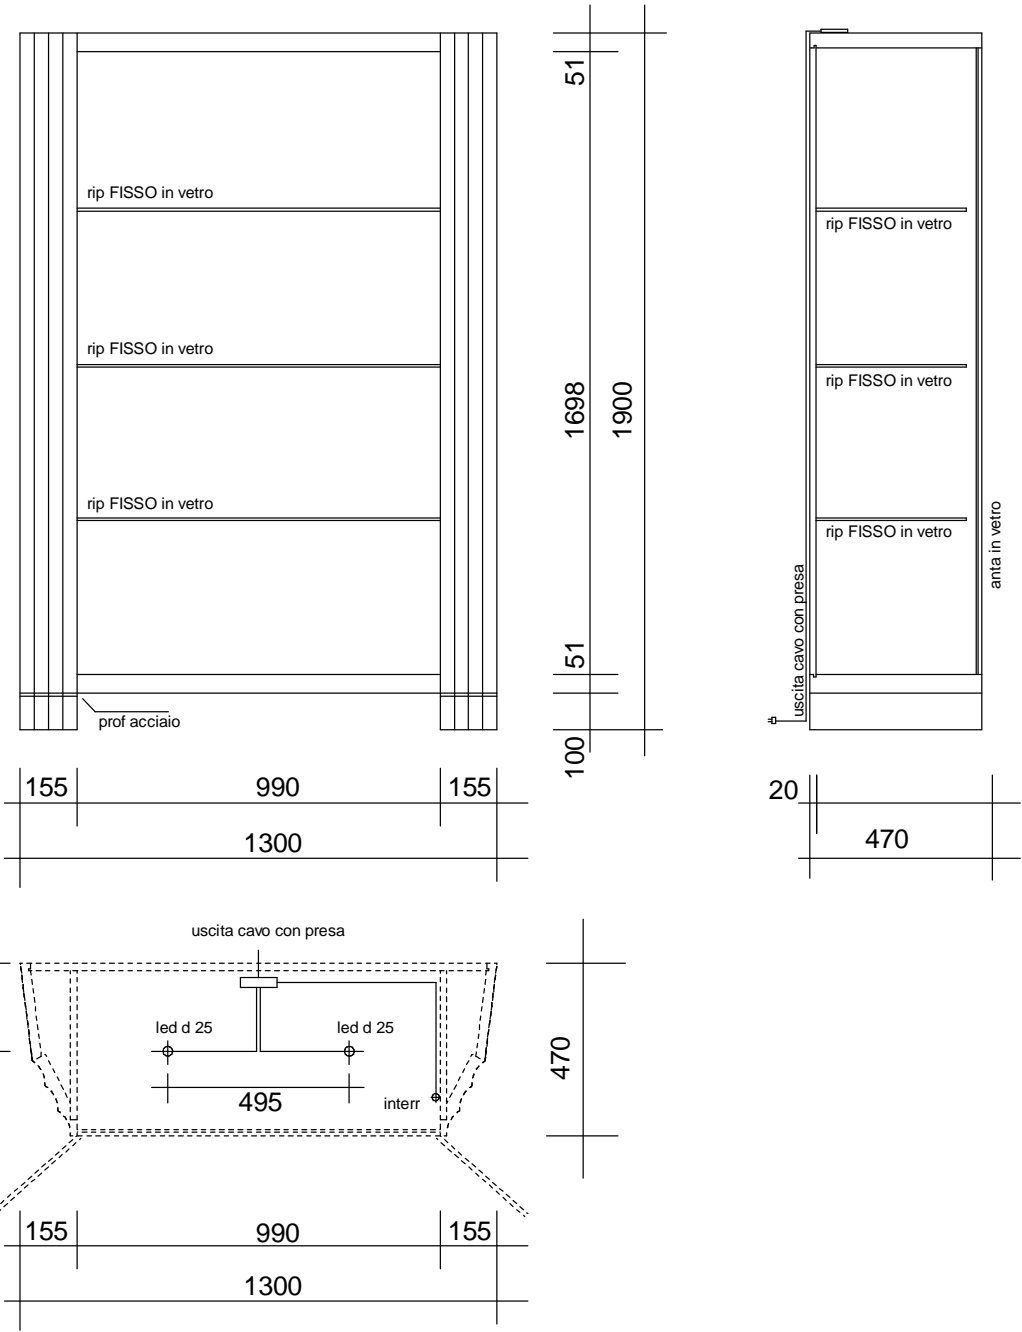 51
rip FISSO in vetro
rip FISSO in vetro
rip FISSO in vetro
1698
1900
51
prof acciaio
100
155
990
155
1300
rip FISSO in vetro
rip FISSO in vetro
rip FISSO in vetro
anta in vetro
uscita cavo con presa
20
470
uscita cavo con presa
led d 25
led d 25
495
interr
470
155
990
155
1300